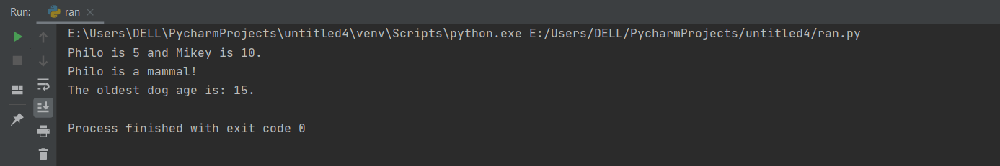 Run: ran
E:\Users\DELL\PycharmProjects\untitled4\venv\Scripts\python.exe E:/Users/DELL/PycharmProjects/untitled4/ran.py
Philo is 5 and Mikey is 10.
Philo is a mammal!
The oldest dog age is: 15.
Process finished with exit code 0